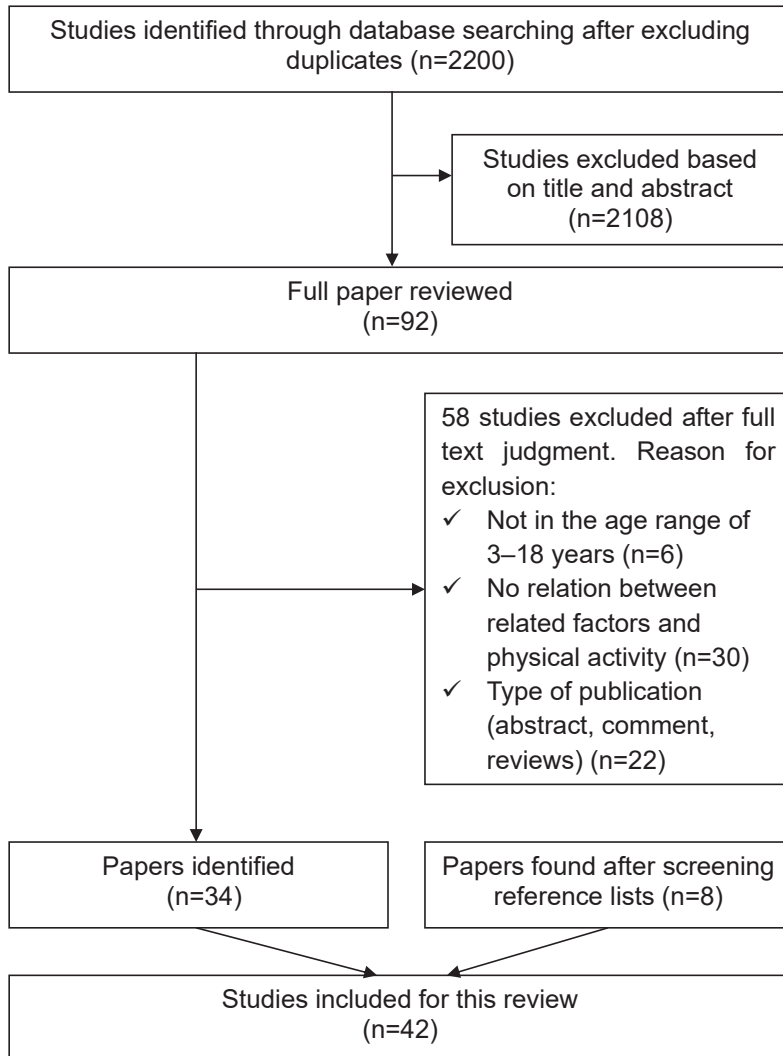 Studies identified through database searching after excluding
duplicates (n=2200)
Studies excluded based
on title and abstract
(n=2108)
Full paper reviewed
(n=92)
58 studies excluded after full
text judgment. Reason for
exclusion:
✓ Not in the age range of
3–18 years (n=6)
✓ No relation between
related factors and
physical activity (n=30)
✓ Type of publication
(abstract, comment,
reviews) (n=22)
Papers identified
(n=34)
Papers found after screening
reference lists (n=8)
Studies included for this review
(n=42)